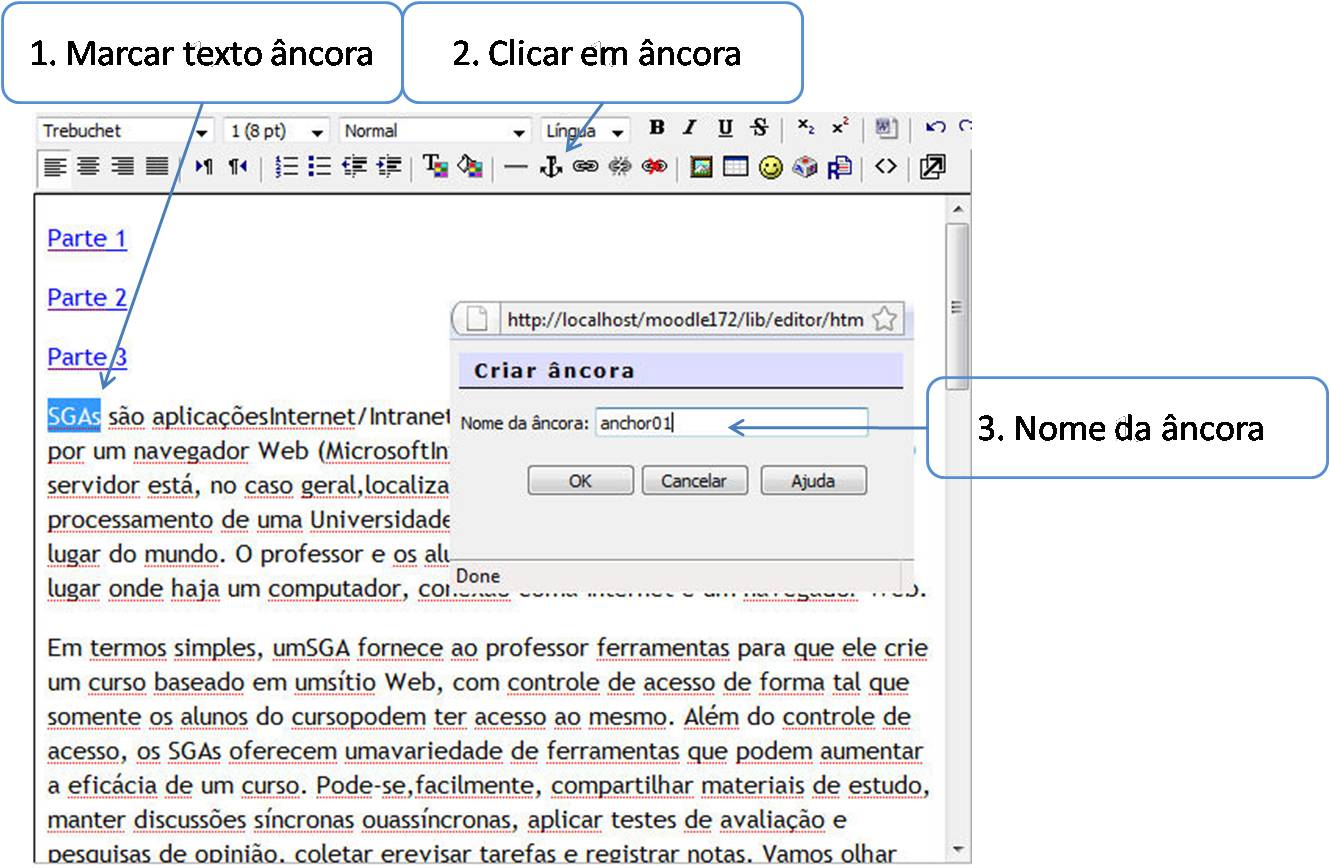 1. Marcar texto âncora
2. Clicar em âncora
Trebuchet 1 (8 pt) Normal Língua B I U S x₂ x²
Parte 1
Parte 2
Parte 3
http://localhost/moodle172/lib/editor/htm
Criar âncora
Nome da âncora: anchor01
3. Nome da âncora
OK Cancelar Ajuda
Done
SGAs são aplicaçõesInternet/Intranet
por um navegador Web (MicrosoftIn
servidor está, no caso geral,localiza
processamento de uma Universidade
lugar do mundo. O professor e os alu
lugar onde haja um computador, conexão coma Internet e um navegador Web.
Em termos simples, umSGA fornece ao professor ferramentas para que ele crie
um curso baseado em umsítio Web, com controle de acesso de forma tal que
somente os alunos do cursopodem ter acesso ao mesmo. Além do controle de
acesso, os SGAs oferecem umavariedade de ferramentas que podem aumentar
a eficácia de um curso. Pode-se,facilmente, compartilhar materiais de estudo,
manter discussões síncronas ouassíncronas, aplicar testes de avaliação e
pesquisas de opinião, coletar erevisar tarefas e registrar notas. Vamos olhar